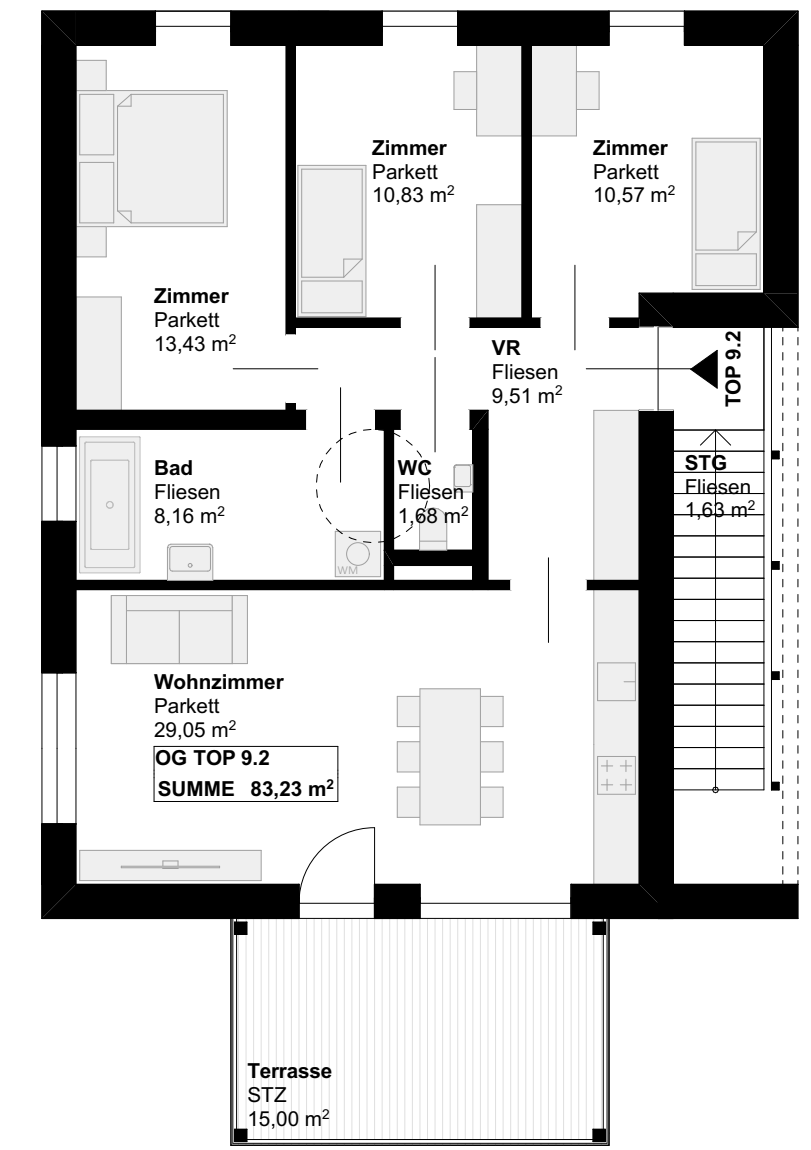 Zimmer
Parkett
10,83 m²
Zimmer
Parkett
10,57 m²
Zimmer
Parkett
13,43 m²
VR
Fliesen
9,51 m²
TOP 9.2
Bad
Fliesen
8,16 m²
WC
Fliesen
1,68 m²
STG
Fliesen
1,63 m²
WM
Wohnzimmer
Parkett
29,05 m²
OG TOP 9.2
SUMME 83,23 m²
Terrasse
STZ
15,00 m²